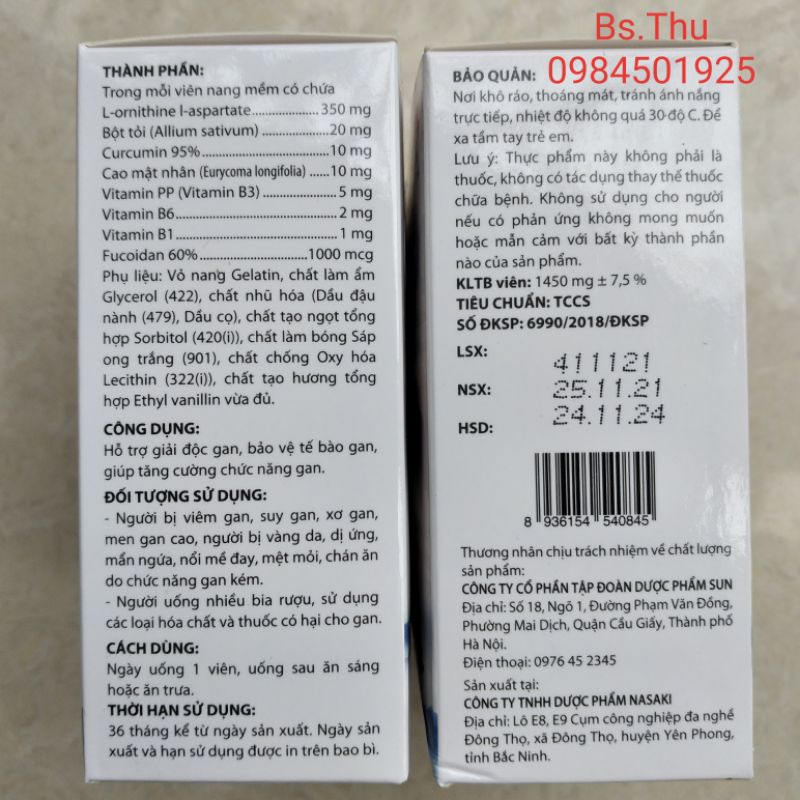 Bs.Thu
0984501925
THÀNH PHẦN:
Trong mỗi viên nang mềm có chứa
L-ornithine l-aspartate..................350 mg
Bột tỏi (Allium sativum)..................20 mg
Curcumin 95%..................10 mg
Cao mật nhân (Eurycoma longifolia)......10 mg
Vitamin PP (Vitamin B3)..................5 mg
Vitamin B6..................2 mg
Vitamin B1..................1 mg
Fucoidan 60%..................1000 mcg
Phụ liệu: Vỏ nang Gelatin, chất làm ẩm
Glycerol (422), chất nhũ hóa (Dầu đậu
nành (479), Dầu cọ), chất tạo ngọt tổng
hợp Sorbitol (420(i)), chất làm bóng Sáp
ong trắng (901), chất chống Oxy hóa
Lecithin (322(i)), chất tạo hương tổng
hợp Ethyl vanillin vừa đủ.
CÔNG DỤNG:
Hỗ trợ giải độc gan, bảo vệ tế bào gan,
giúp tăng cường chức năng gan.
ĐỐI TƯỢNG SỬ DỤNG:
- Người bị viêm gan, suy gan, xơ gan,
men gan cao, người bị vàng da, dị ứng,
mẩn ngứa, nổi mề đay, mệt mỏi, chán ăn
do chức năng gan kém.
- Người uống nhiều bia rượu, sử dụng
các loại hóa chất và thuốc có hại cho gan.
CÁCH DÙNG:
Ngày uống 1 viên, uống sau ăn sáng
hoặc ăn trưa.
THỜI HẠN SỬ DỤNG:
36 tháng kể từ ngày sản xuất. Ngày sản
xuất và hạn sử dụng được in trên bao bì.
BẢO QUẢN:
Nơi khô ráo, thoáng mát, tránh ánh nắng
trực tiếp, nhiệt độ không quá 30 độ C. Để
xa tầm tay trẻ em.
Lưu ý: Thực phẩm này không phải là
thuốc, không có tác dụng thay thế thuốc
chữa bệnh. Không sử dụng cho người
nếu có phản ứng không mong muốn
hoặc mẫn cảm với bất kỳ thành phần
nào của sản phẩm.
KLTB viên: 1450 mg ± 7,5 %
TIÊU CHUẨN: TCCS
SỐ ĐKSP: 6990/2018/ĐKSP
LSX: 411121
NSX: 25.11.21
HSD: 24.11.24
8 936154 540845
Thương nhân chịu trách nhiệm về chất lượng
sản phẩm:
CÔNG TY CỔ PHẦN TẬP ĐOÀN DƯỢC PHẨM SUN
Địa chỉ: Số 18, Ngõ 1, Đường Phạm Văn Đồng,
Phường Mai Dịch, Quận Cầu Giấy, Thành phố
Hà Nội.
Điện thoại: 0976 45 2345
Sản xuất tại:
CÔNG TY TNHH DƯỢC PHẨM NASAKI
Địa chỉ: Lô E8, E9 Cụm công nghiệp đa nghề
Đông Thọ, xã Đông Thọ, huyện Yên Phong,
tỉnh Bắc Ninh.